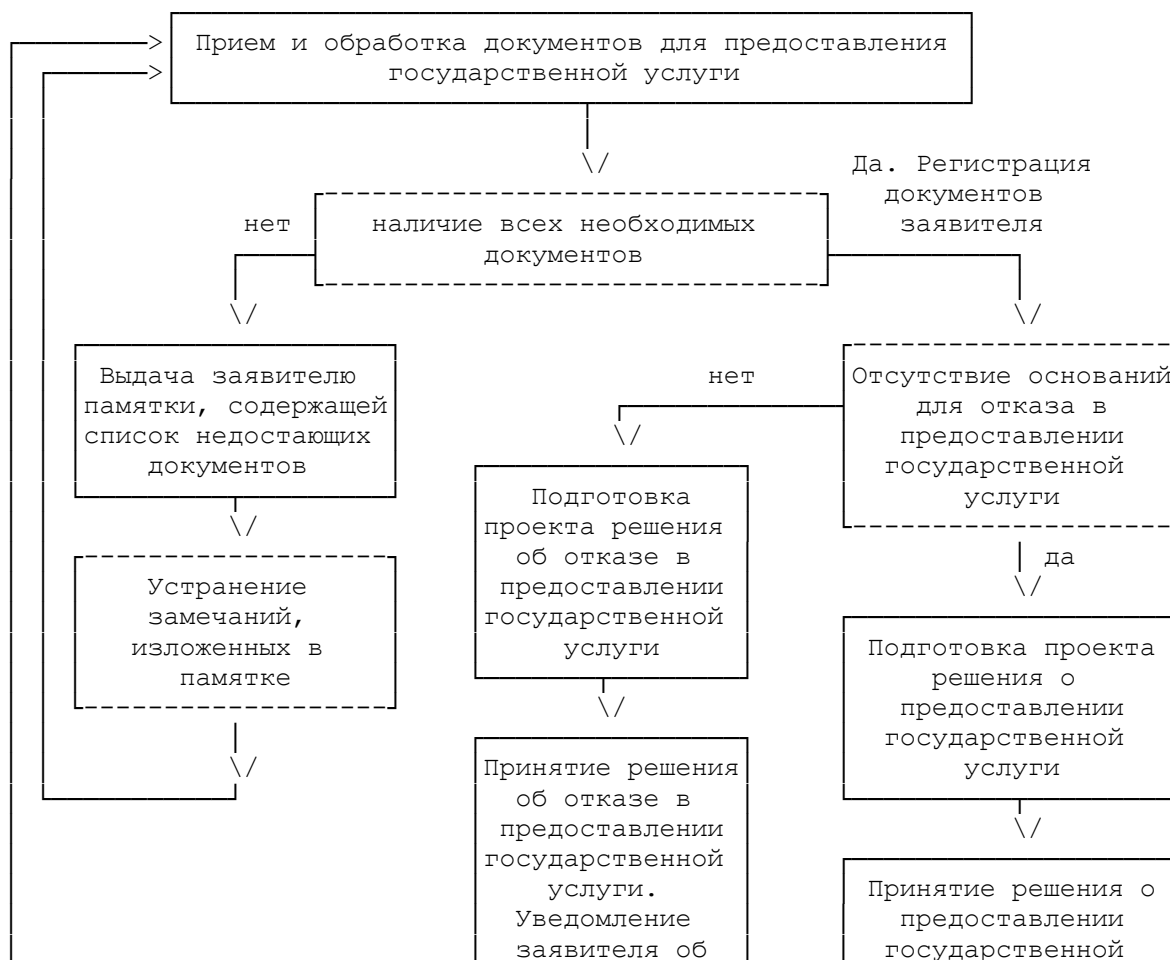 Прием и обработка документов для предоставления
государственной услуги
Да. Регистрация
документов
заявителя
нет
наличие всех необходимых
документов
Выдача заявителю
памятки, содержащей
список недостающих
документов
Устранение
замечаний,
изложенных в
памятке
нет
Отсутствие оснований
для отказа в
предоставлении
государственной
услуги
Подготовка
проекта решения
об отказе в
предоставлении
государственной
услуги
Принятие решения
об отказе в
предоставлении
государственной
услуги.
Уведомление
заявителя об
да
Подготовка проекта
решения о
предоставлении
государственной
услуги
Принятие решения о
предоставлении
государственной